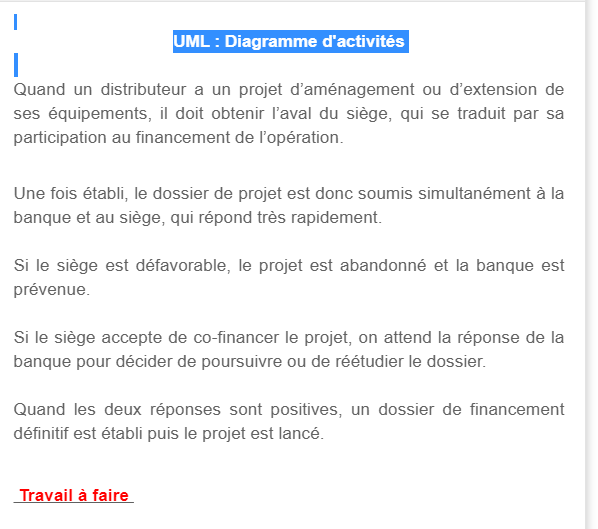 UML : Diagramme d'activités
Quand un distributeur a un projet d’aménagement ou d’extension de
ses équipements, il doit obtenir l’aval du siège, qui se traduit par sa
participation au financement de l’opération.
Une fois établi, le dossier de projet est donc soumis simultanément à la
banque et au siège, qui répond très rapidement.
Si le siège est défavorable, le projet est abandonné et la banque est
prévenue.
Si le siège accepte de co-financer le projet, on attend la réponse de la
banque pour décider de poursuivre ou de réétudier le dossier.
Quand les deux réponses sont positives, un dossier de financement
définitif est établi puis le projet est lancé.
Travail à faire